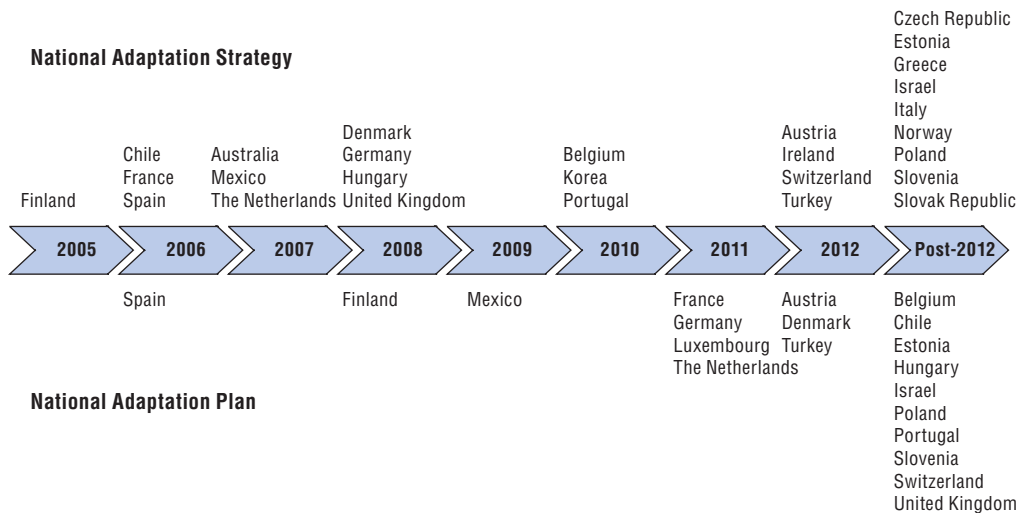 National Adaptation Strategy
Finland
Chile
France
Spain
Australia
Mexico
The Netherlands
Denmark
Germany
Hungary
United Kingdom
Belgium
Korea
Portugal
Austria
Ireland
Switzerland
Turkey
Czech Republic
Estonia
Greece
Israel
Italy
Norway
Poland
Slovenia
Slovak Republic
2005 2006 2007 2008 2009 2010 2011 2012 Post-2012
Spain
Finland
Mexico
France
Germany
Luxembourg
The Netherlands
Austria
Denmark
Turkey
Belgium
Chile
Estonia
Hungary
Israel
Poland
Portugal
Slovenia
Switzerland
United Kingdom
National Adaptation Plan